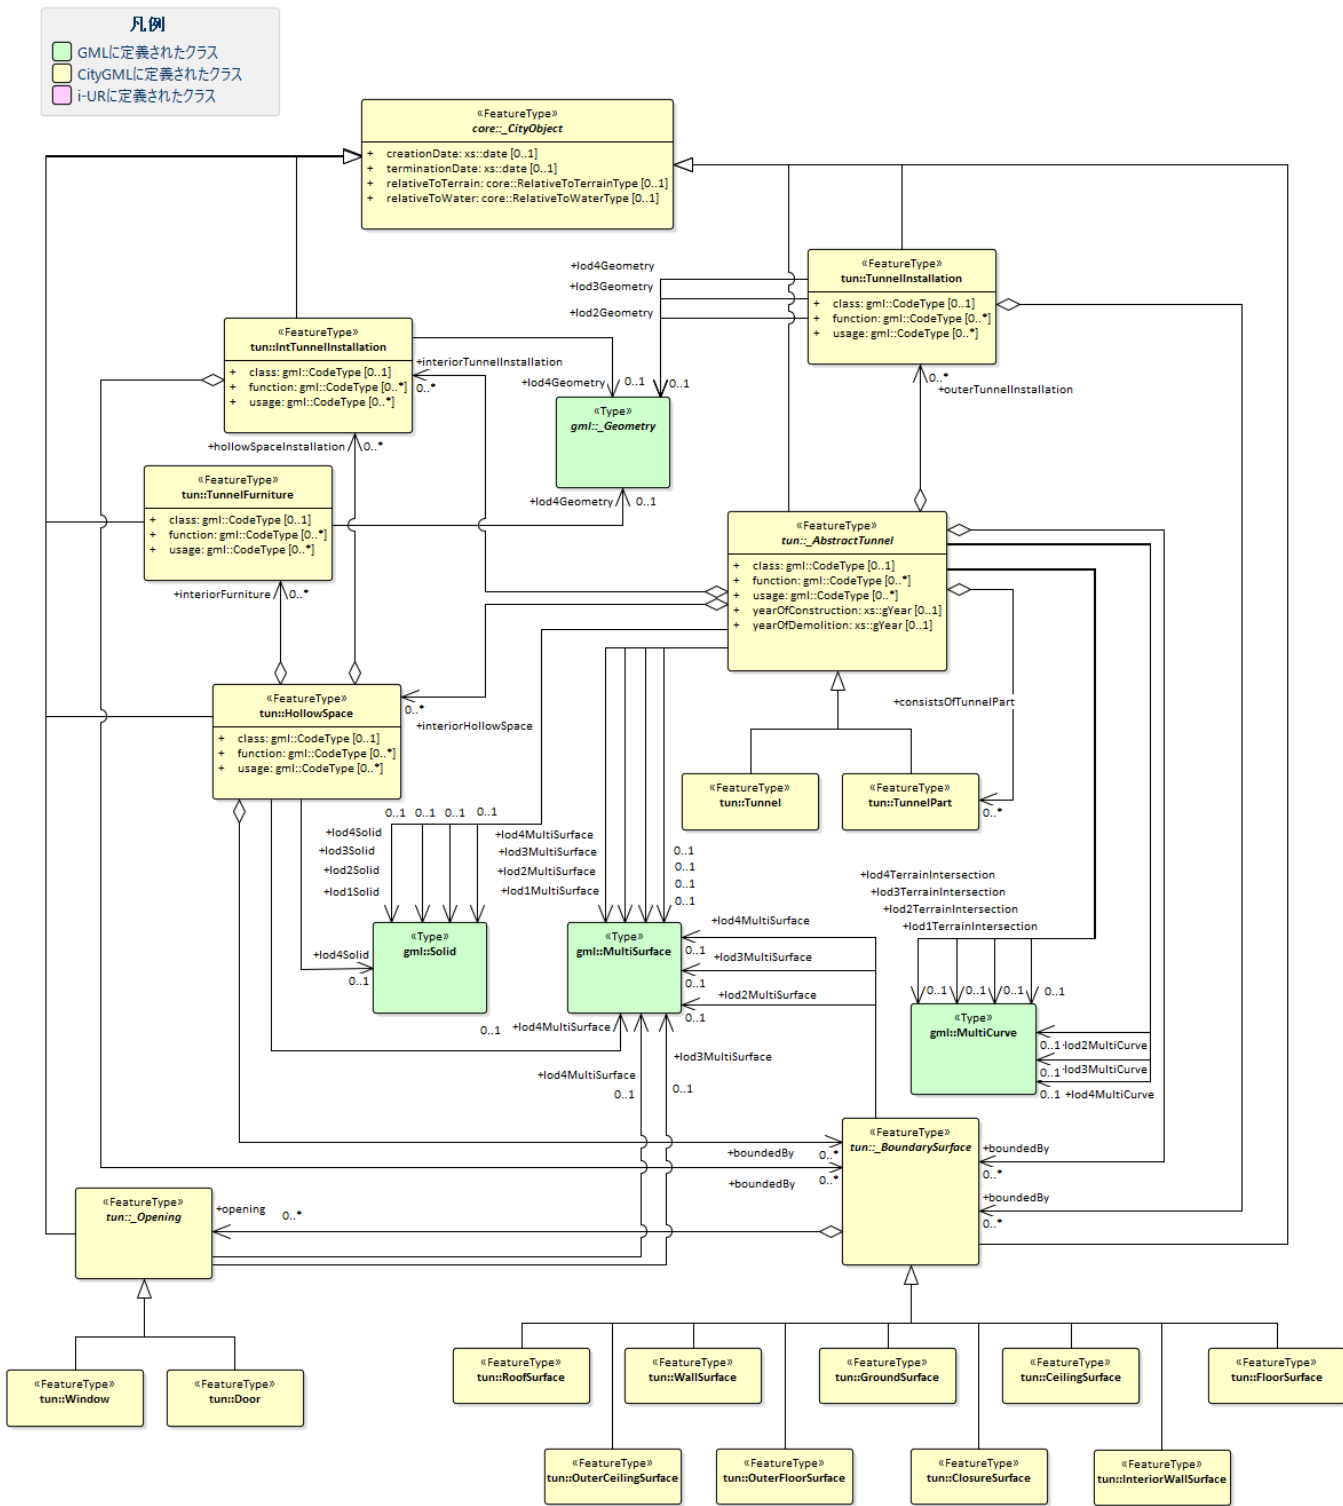 凡例
GMLに定義されたクラス
CityGMLに定義されたクラス
i-URに定義されたクラス
«FeatureType»
core::_CityObject
+ creationDate: xs::date [0..1]
+ terminationDate: xs::date [0..1]
+ relativeToTerrain: core::RelativeToTerrainType [0..1]
+ relativeToWater: core::RelativeToWaterType [0..1]
«FeatureType»
tun::TunnelInstallation
+ class: gml::CodeType [0..1]
+ function: gml::CodeType [0..*]
+ usage: gml::CodeType [0..*]
+lod4Geometry
+lod3Geometry
+lod2Geometry
0..1
«FeatureType»
tun::IntTunnelInstallation
+ class: gml::CodeType [0..1]
+ function: gml::CodeType [0..*]
+ usage: gml::CodeType [0..*]
+interiorTunnelInstallation
0..*
+lod4Geometry
0..1
0..*
+outerTunnelInstallation
«Type»
gml::_Geometry
+hollowSpaceInstallation
0..*
«FeatureType»
tun::TunnelFurniture
+ class: gml::CodeType [0..1]
+ function: gml::CodeType [0..*]
+ usage: gml::CodeType [0..*]
+lod4Geometry
0..1
+interiorFurniture
0..*
«FeatureType»
tun::_AbstractTunnel
+ class: gml::CodeType [0..1]
+ function: gml::CodeType [0..*]
+ usage: gml::CodeType [0..*]
+ yearOfConstruction: xs::gYear [0..1]
+ yearOfDemolition: xs::gYear [0..1]
«FeatureType»
tun::HollowSpace
+ class: gml::CodeType [0..1]
+ function: gml::CodeType [0..*]
+ usage: gml::CodeType [0..*]
0..*
+interiorHollowSpace
+consistsOfTunnelPart
0..*
«FeatureType»
tun::Tunnel
«FeatureType»
tun::TunnelPart
0..1
0..1
0..1
0..1
+lod4Solid
+lod3Solid
+lod2Solid
+lod1Solid
+lod4MultiSurface
+lod3MultiSurface
+lod2MultiSurface
+lod1MultiSurface
0..1
0..1
0..1
0..1
+lod4TerrainIntersection
+lod3TerrainIntersection
+lod2TerrainIntersection
+lod1TerrainIntersection
0..1
0..1
0..1
0..1
«Type»
gml::Solid
+lod4Solid
0..1
«Type»
gml::MultiSurface
+lod4MultiSurface
0..1
+lod3MultiSurface
0..1
+lod2MultiSurface
0..1
«Type»
gml::MultiCurve
0..1
+lod2MultiCurve
0..1
+lod3MultiCurve
0..1
+lod4MultiCurve
0..1
+lod4MultiSurface
+lod3MultiSurface
0..1
+lod4MultiSurface
0..1
«FeatureType»
tun::_BoundarySurface
+boundedBy
0..*
+boundedBy
0..*
+boundedBy
0..*
+boundedBy
0..*
«FeatureType»
tun::_Opening
+opening
0..*
«FeatureType»
tun::Window
«FeatureType»
tun::Door
«FeatureType»
tun::RoofSurface
«FeatureType»
tun::WallSurface
«FeatureType»
tun::GroundSurface
«FeatureType»
tun::CeilingSurface
«FeatureType»
tun::FloorSurface
«FeatureType»
tun::OuterCeilingSurface
«FeatureType»
tun::OuterFloorSurface
«FeatureType»
tun::ClosureSurface
«FeatureType»
tun::InteriorWallSurface